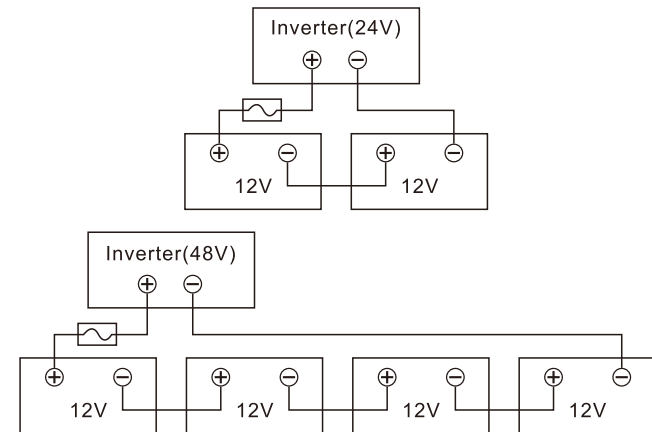 Inverter(24V)
+ −
+ − + −
12V 12V
Inverter(48V)
+ −
+ − + − + − + −
12V 12V 12V 12V